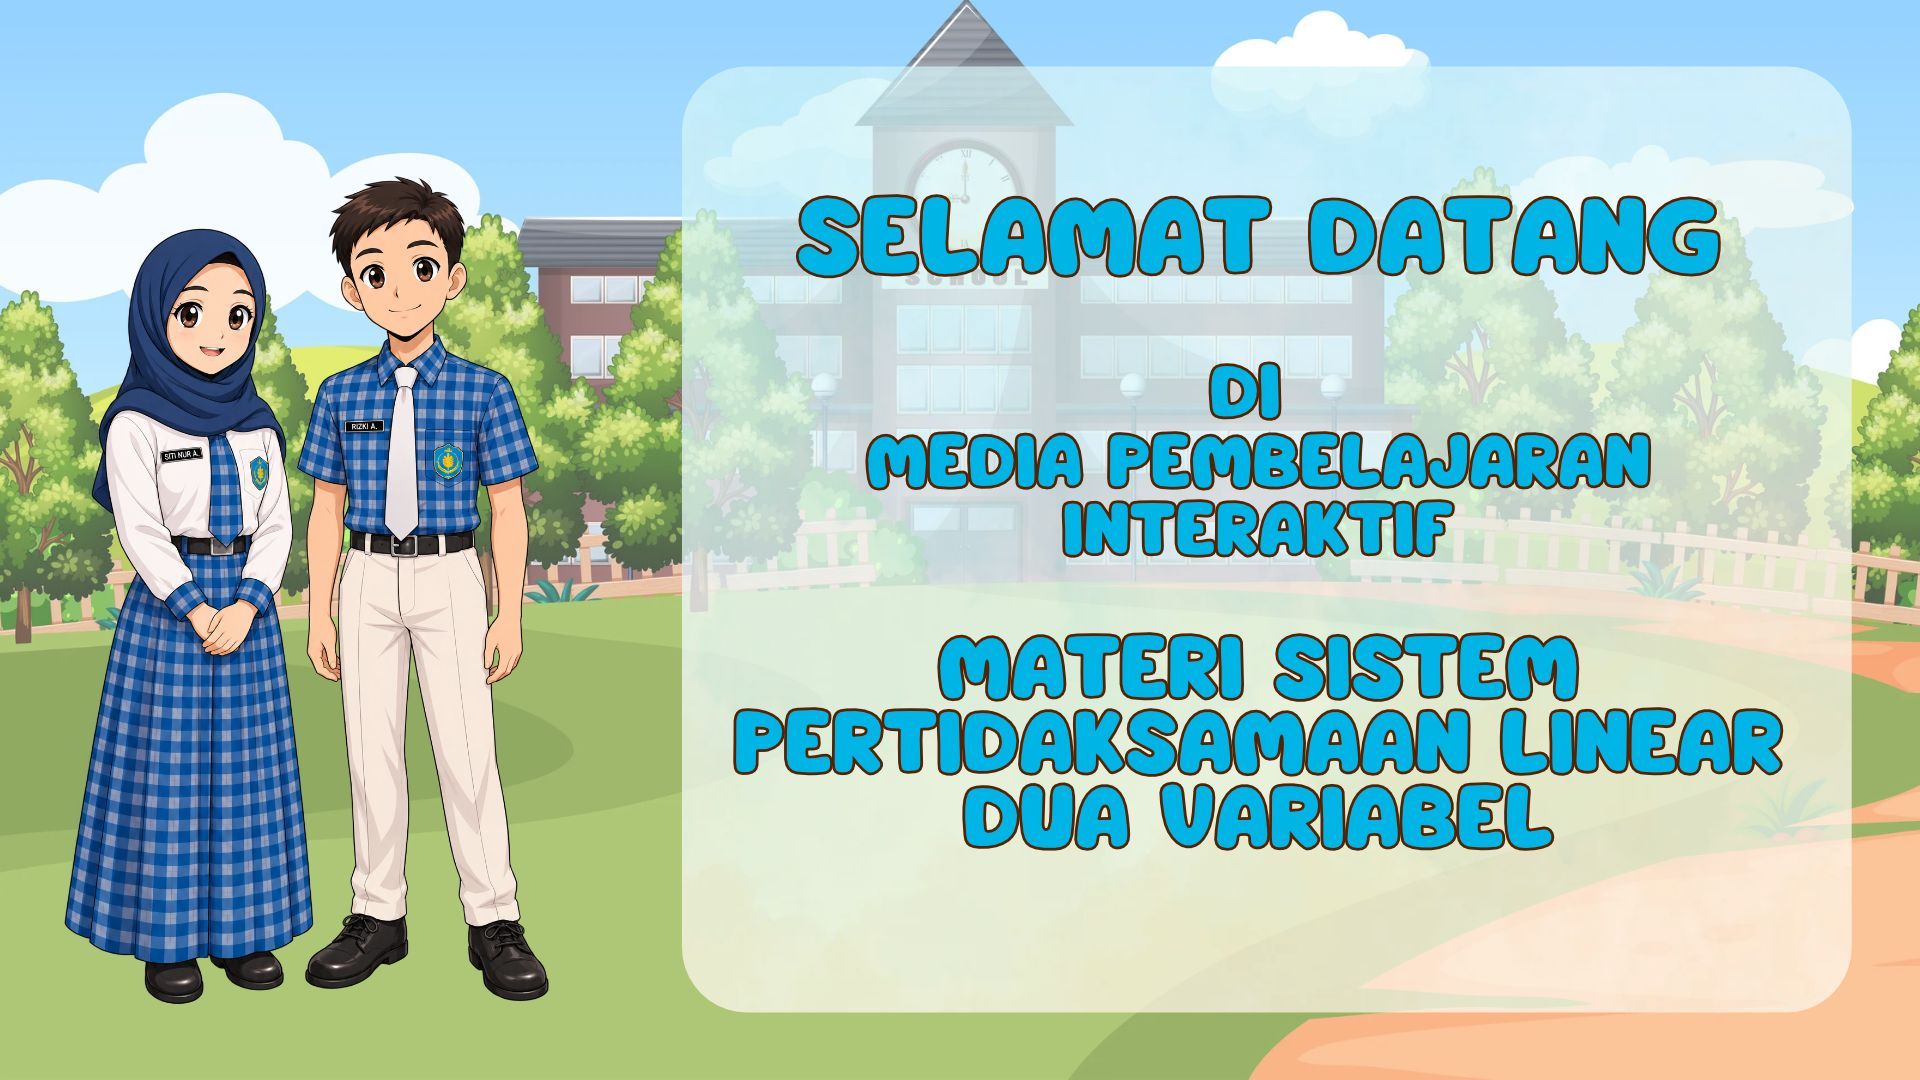 SELAMAT DATANG
SCHOOL
DI
MEDIA PEMBELAJARAN
INTERAKTIF
SITI NUR A.
RIZKI A.
MATERI SISTEM
PERTIDAKSAMAAN LINEAR
DUA VARIABEL